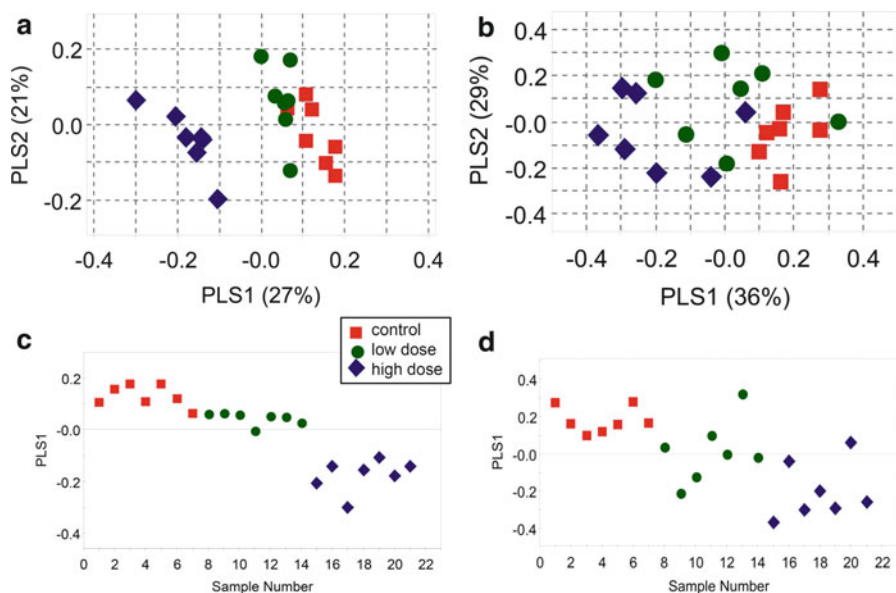 a
0.2
0.0
-0.2
PLS2 (21%)
-0.4 -0.2 -0.0 0.2 0.4
PLS1 (27%)
b
0.4
0.2
-0.0
-0.2
-0.4
PLS2 (29%)
-0.4 -0.2 -0.0 0.2 0.4
PLS1 (36%)
control
low dose
high dose
c
0.2
-0.0
-0.2
-0.4
PLS1
0 2 4 6 8 10 12 14 16 18 20 22
Sample Number
d
0.4
0.2
-0.0
-0.2
-0.4
PLS1
0 2 4 6 8 10 12 14 16 18 20 22
Sample Number